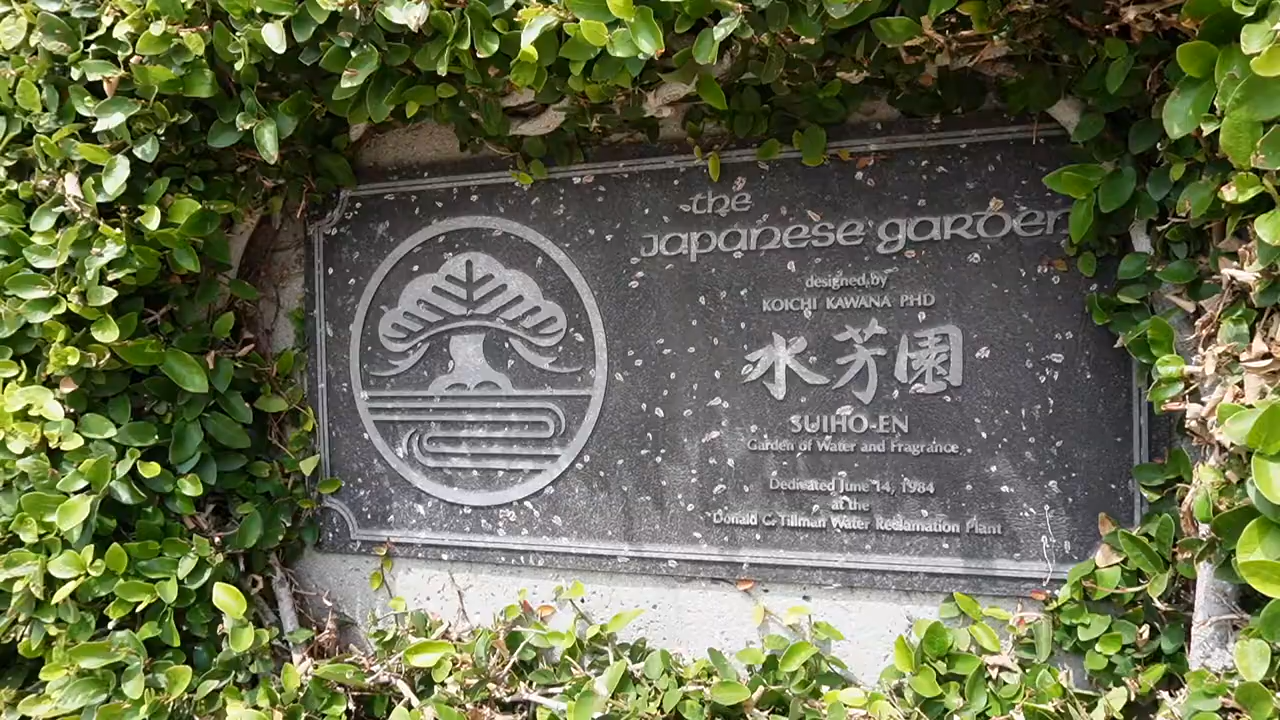 the
Japanese garden
designed by
KOICHI KAWANA PHD
水芳園
SUIHO-EN
Garden of Water and Fragrance
Dedicated June 14, 1984
at the
Donald C. Tillman Water Reclamation Plant